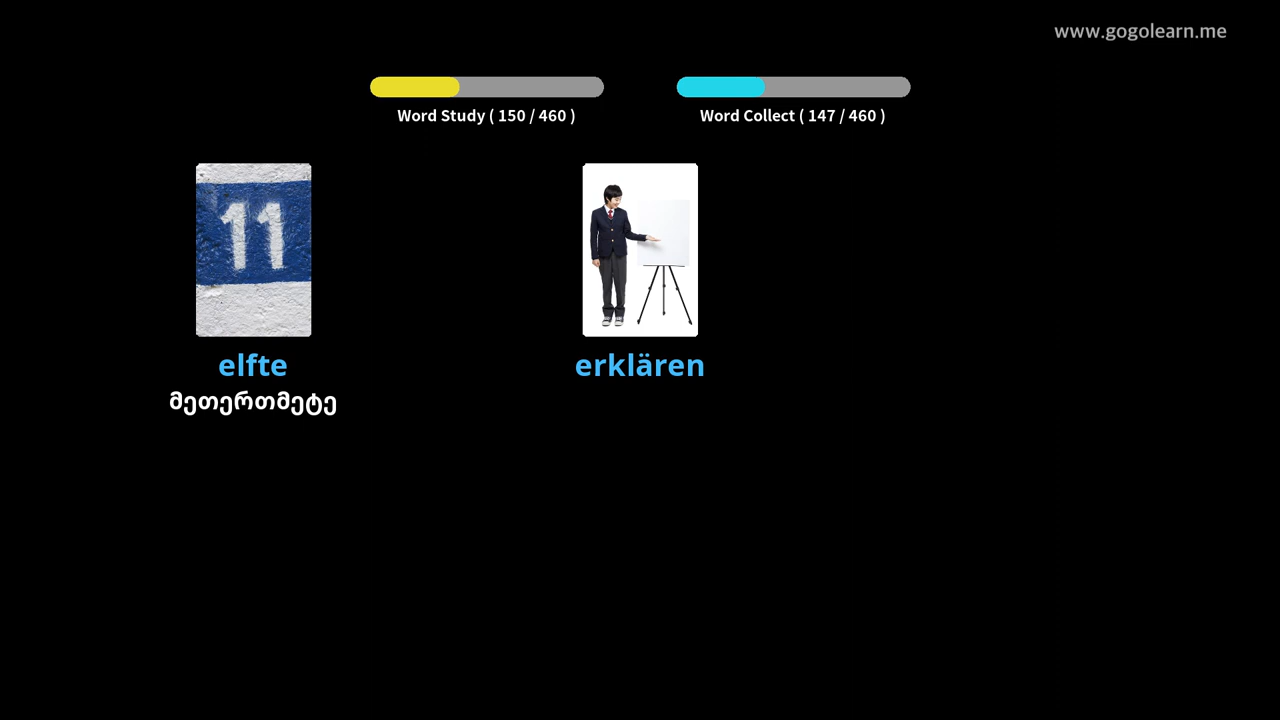 www.gogolearn.me
Word Study ( 150 / 460 )
Word Collect ( 147 / 460 )
11
elfte
მეთერთმეტე
erklären